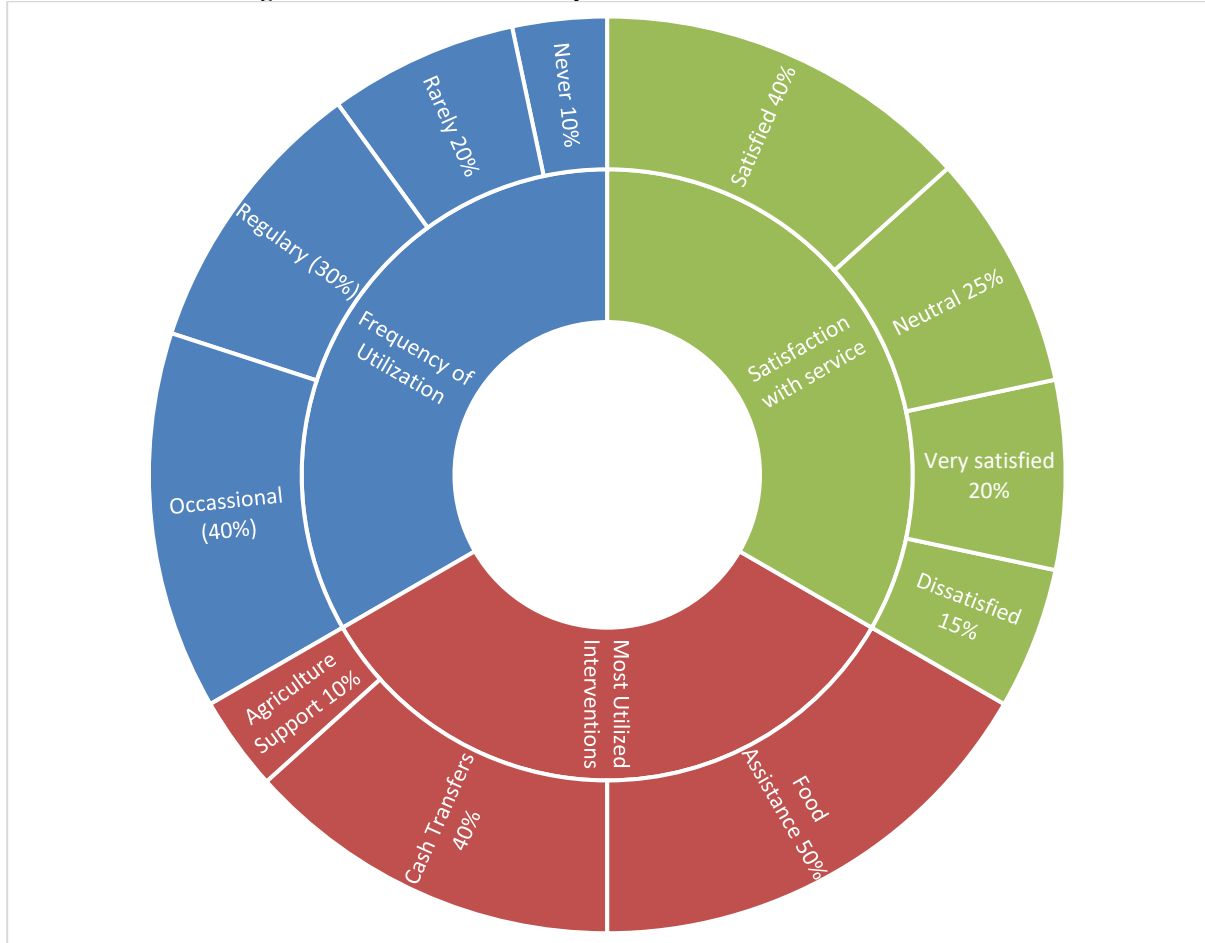 Never 10%
Rarely 20%
Regulary (30%)
Occassional
(40%)
Frequency of
Utilization
Satisfied 40%
Neutral 25%
Very satisfied
20%
Dissatisfied
15%
Satisfaction
with service
Most Utilized
Interventions
Agriculture
Support 10%
Cash Transfers
40%
Food
Assistance 50%